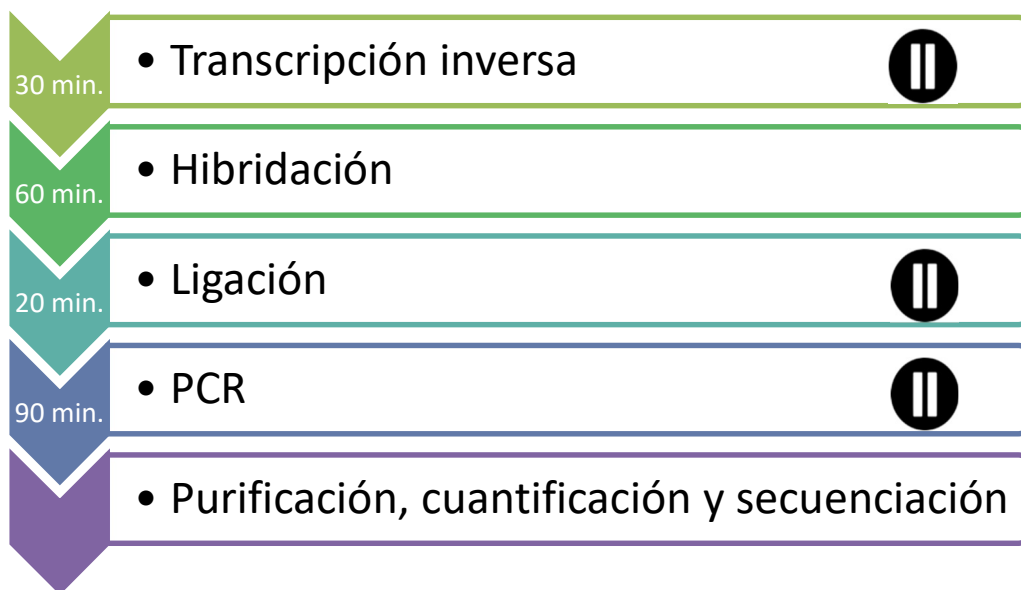 • Transcripción inversa
30 min.
• Hibridación
60 min.
• Ligación
20 min.
• PCR
90 min.
• Purificación, cuantificación y secuenciación